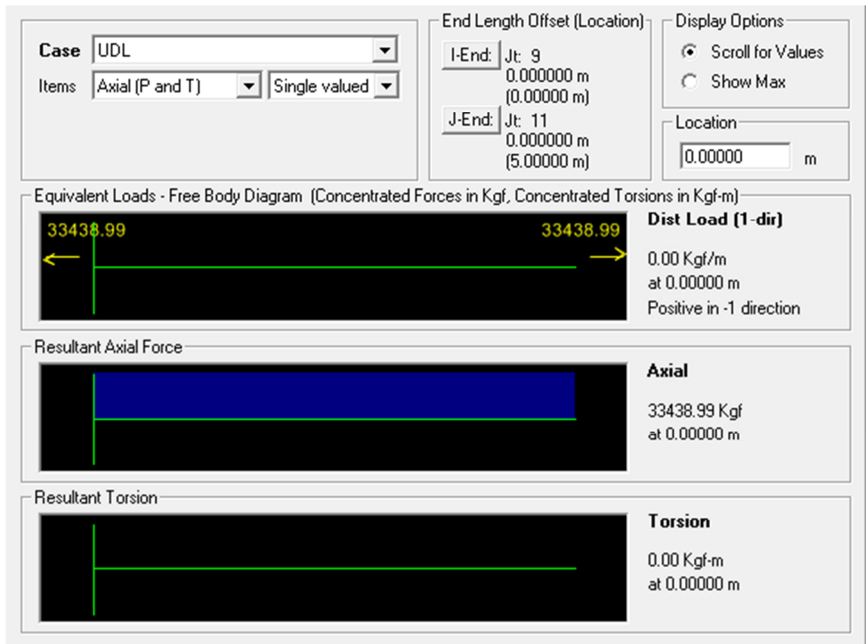 Case UDL
Items Axial (P and T) Single valued
End Length Offset (Location)
I-End: Jt: 9
0.000000 m
(0.00000 m)
J-End: Jt: 11
0.000000 m
(5.00000 m)
Display Options
Scroll for Values
Show Max
Location
0.00000 m
Equivalent Loads - Free Body Diagram (Concentrated Forces in Kgf, Concentrated Torsions in Kgf-m)
33438.99 33438.99
Dist Load (1-dir)
0.00 Kgf/m
at 0.00000 m
Positive in -1 direction
Resultant Axial Force
Axial
33438.99 Kgf
at 0.00000 m
Resultant Torsion
Torsion
0.00 Kgf-m
at 0.00000 m